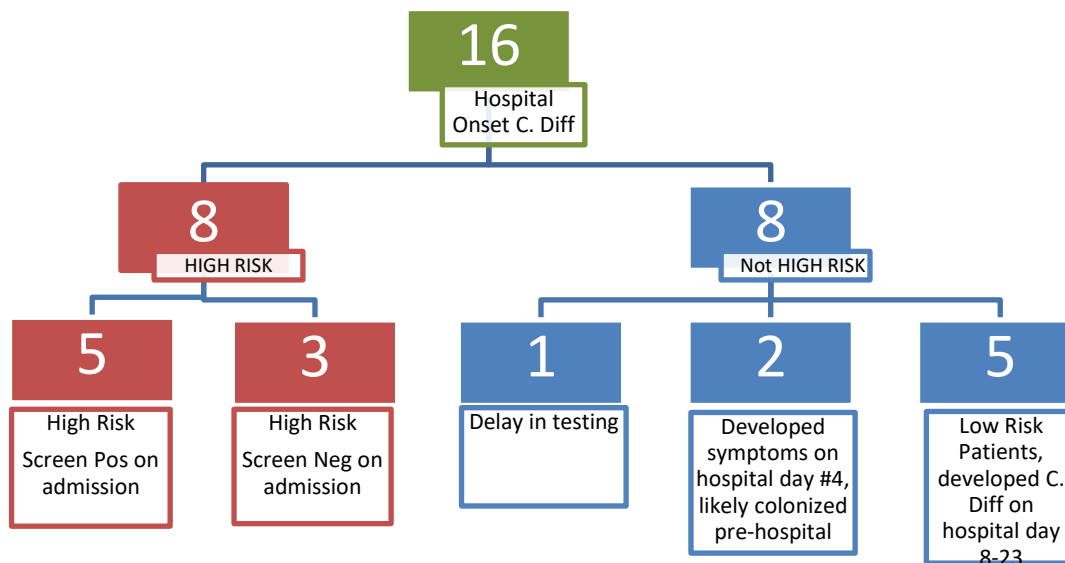 16
Hospital
Onset C. Diff
8
HIGH RISK
8
Not HIGH RISK
5
High Risk
Screen Pos on
admission
3
High Risk
Screen Neg on
admission
1
Delay in testing
2
Developed
symptoms on
hospital day #4,
likely colonized
pre-hospital
5
Low Risk
Patients,
developed C.
Diff on
hospital day
8-23